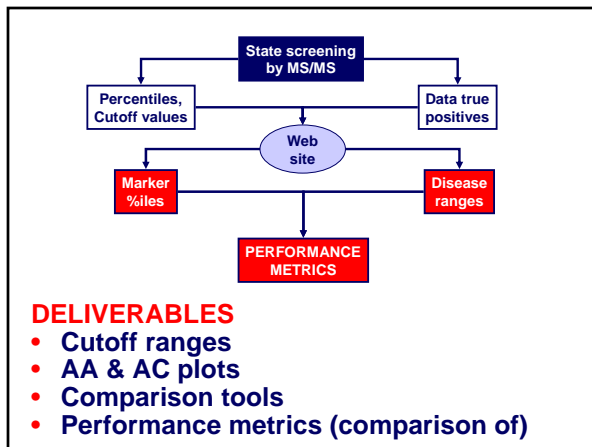 State screening
by MS/MS
Percentiles,
Cutoff values
Data true
positives
Web
site
Marker
%iles
Disease
ranges
PERFORMANCE
METRICS
DELIVERABLES
• Cutoff ranges
• AA & AC plots
• Comparison tools
• Performance metrics (comparison of)